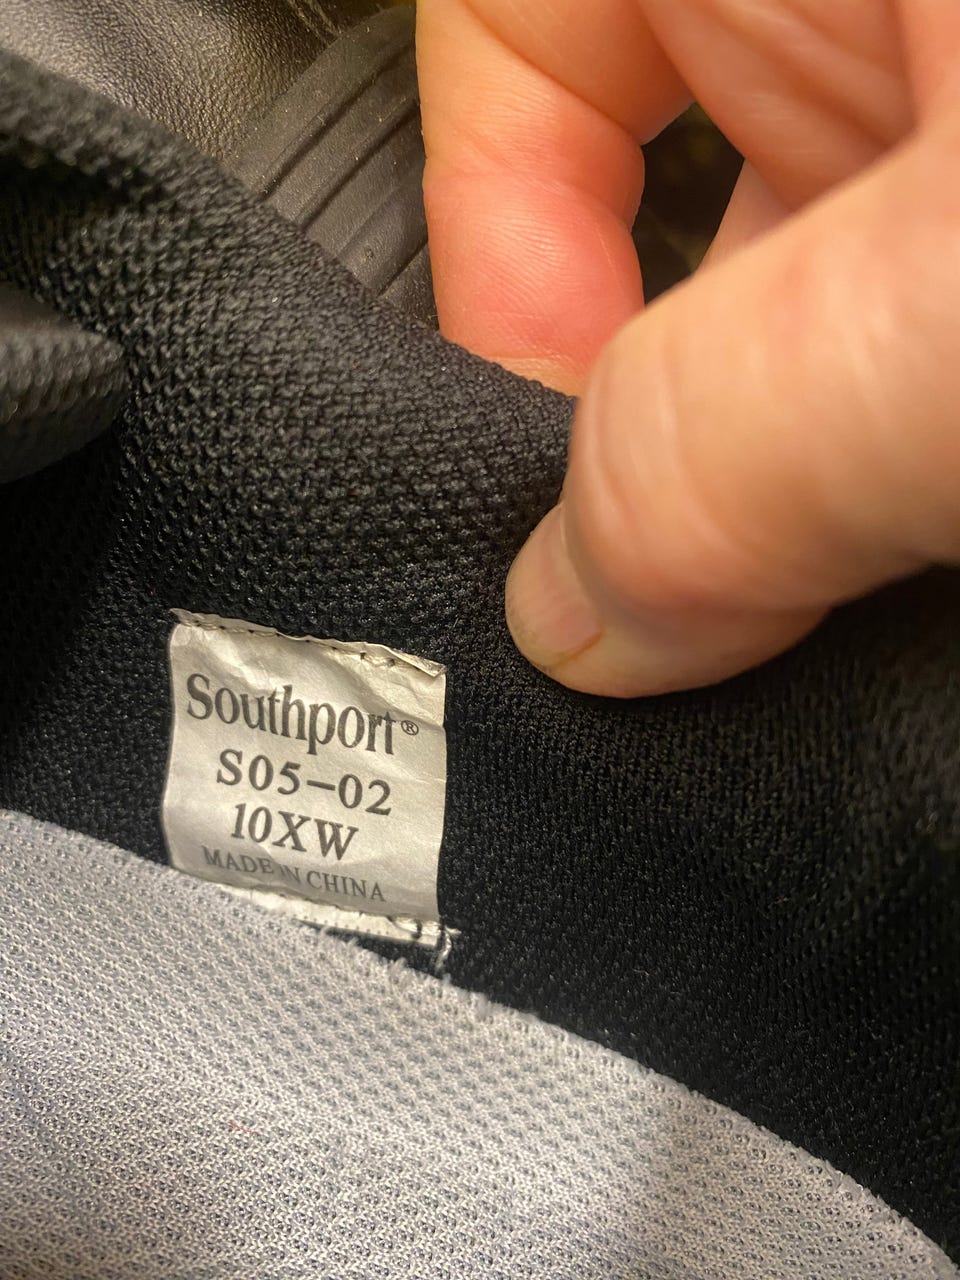 Southport®
S05-02
10XW
MADE IN CHINA